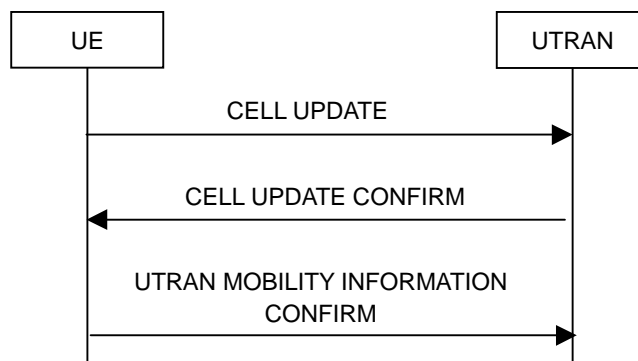 UE
UTRAN
CELL UPDATE
CELL UPDATE CONFIRM
UTRAN MOBILITY INFORMATION
CONFIRM